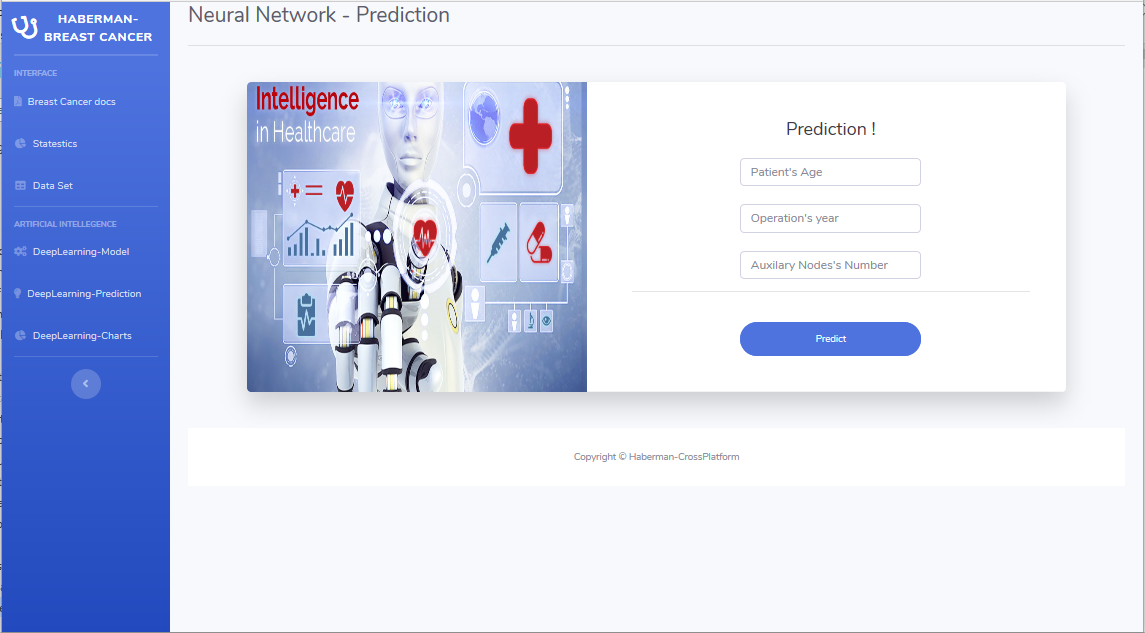 HABERMAN-
BREAST CANCER
INTERFACE
Breast Cancer docs
Statestics
Data Set
ARTIFICIAL INTELLEGENCE
DeepLearning-Model
DeepLearning-Prediction
DeepLearning-Charts
Neural Network - Prediction
Intelligence
in Healthcare
Prediction !
Patient's Age
Operation's year
Auxilary Nodes's Number
Predict
Copyright © Haberman-CrossPlatform